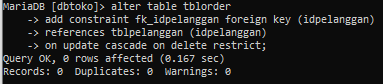 MariaDB [dbtoko]> alter table tblorder
    -> add constraint fk_idpelanggan foreign key (idpelanggan)
    -> references tblpelanggan (idpelanggan)
    -> on update cascade on delete restrict;
Query OK, 0 rows affected (0.167 sec)
Records: 0  Duplicates: 0  Warnings: 0